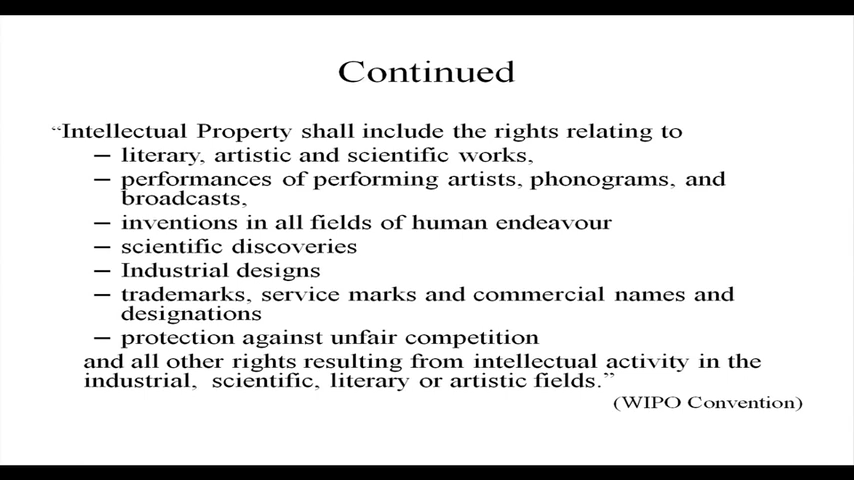 Continued
“Intellectual Property shall include the rights relating to
– literary, artistic and scientific works,
– performances of performing artists, phonograms, and
broadcasts,
– inventions in all fields of human endeavour
– scientific discoveries
– Industrial designs
– trademarks, service marks and commercial names and
designations
– protection against unfair competition
and all other rights resulting from intellectual activity in the
industrial, scientific, literary or artistic fields.”
(WIPO Convention)